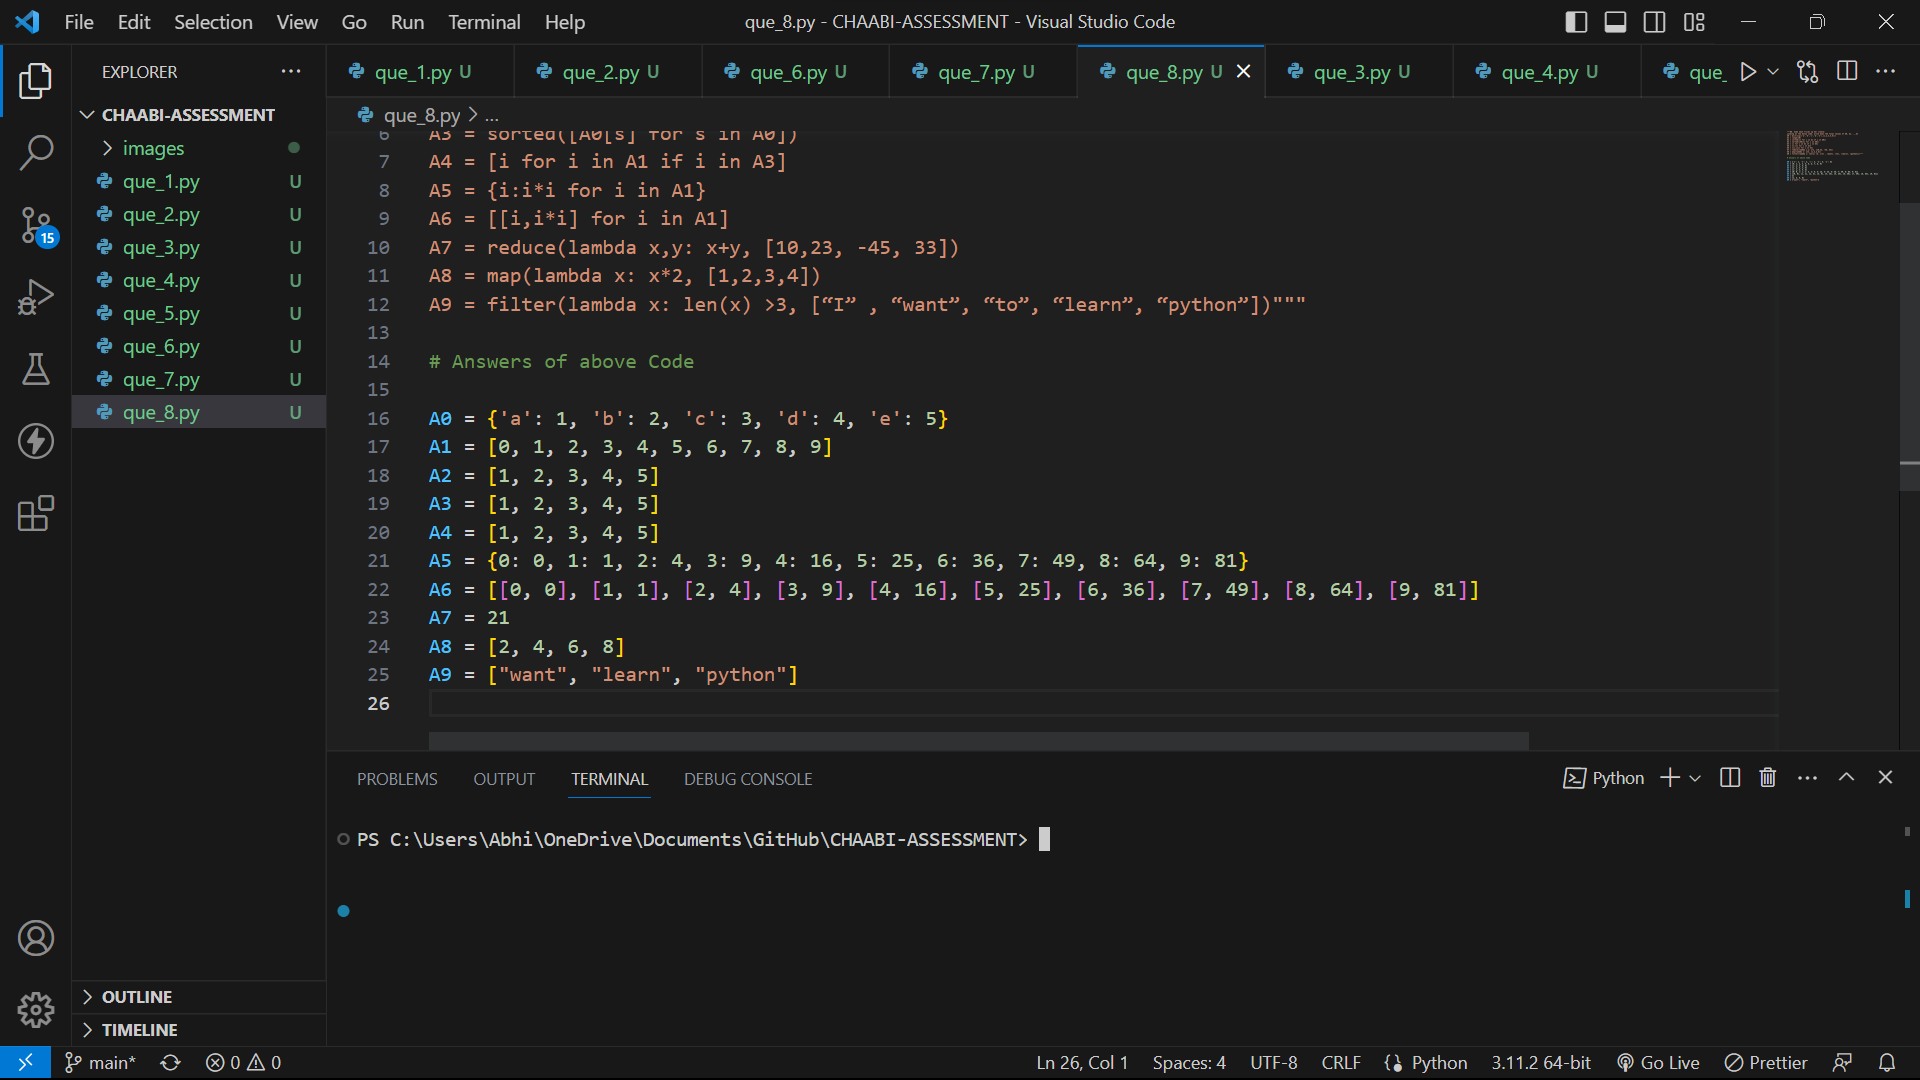 File Edit Selection View Go Run Terminal Help que_8.py - CHAABI-ASSESSMENT - Visual Studio Code
EXPLORER
que_1.py U que_2.py U que_6.py U que_7.py U que_8.py U que_3.py U que_4.py U que_
CHAABI-ASSESSMENT
que_8.py > ...
images
que_1.py U
que_2.py U
que_3.py U
que_4.py U
que_5.py U
que_6.py U
que_7.py U
que_8.py U
15
6 A3 = sorted([A0[s] for s in A0])
7 A4 = [i for i in A1 if i in A3]
8 A5 = {i:i*i for i in A1}
9 A6 = [[i,i*i] for i in A1]
10 A7 = reduce(lambda x,y: x+y, [10,23, -45, 33])
11 A8 = map(lambda x: x*2, [1,2,3,4])
12 A9 = filter(lambda x: len(x) >3, [“I” , “want”, “to”, “learn”, “python”])"""
13
14 # Answers of above Code
15
16 A0 = {'a': 1, 'b': 2, 'c': 3, 'd': 4, 'e': 5}
17 A1 = [0, 1, 2, 3, 4, 5, 6, 7, 8, 9]
18 A2 = [1, 2, 3, 4, 5]
19 A3 = [1, 2, 3, 4, 5]
20 A4 = [1, 2, 3, 4, 5]
21 A5 = {0: 0, 1: 1, 2: 4, 3: 9, 4: 16, 5: 25, 6: 36, 7: 49, 8: 64, 9: 81}
22 A6 = [[0, 0], [1, 1], [2, 4], [3, 9], [4, 16], [5, 25], [6, 36], [7, 49], [8, 64], [9, 81]]
23 A7 = 21
24 A8 = [2, 4, 6, 8]
25 A9 = ["want", "learn", "python"]
26
PROBLEMS OUTPUT TERMINAL DEBUG CONSOLE Python
PS C:\Users\Abhi\OneDrive\Documents\GitHub\CHAABI-ASSESSMENT>
OUTLINE
TIMELINE
main* 0 0 Ln 26, Col 1 Spaces: 4 UTF-8 CRLF Python 3.11.2 64-bit Go Live Prettier